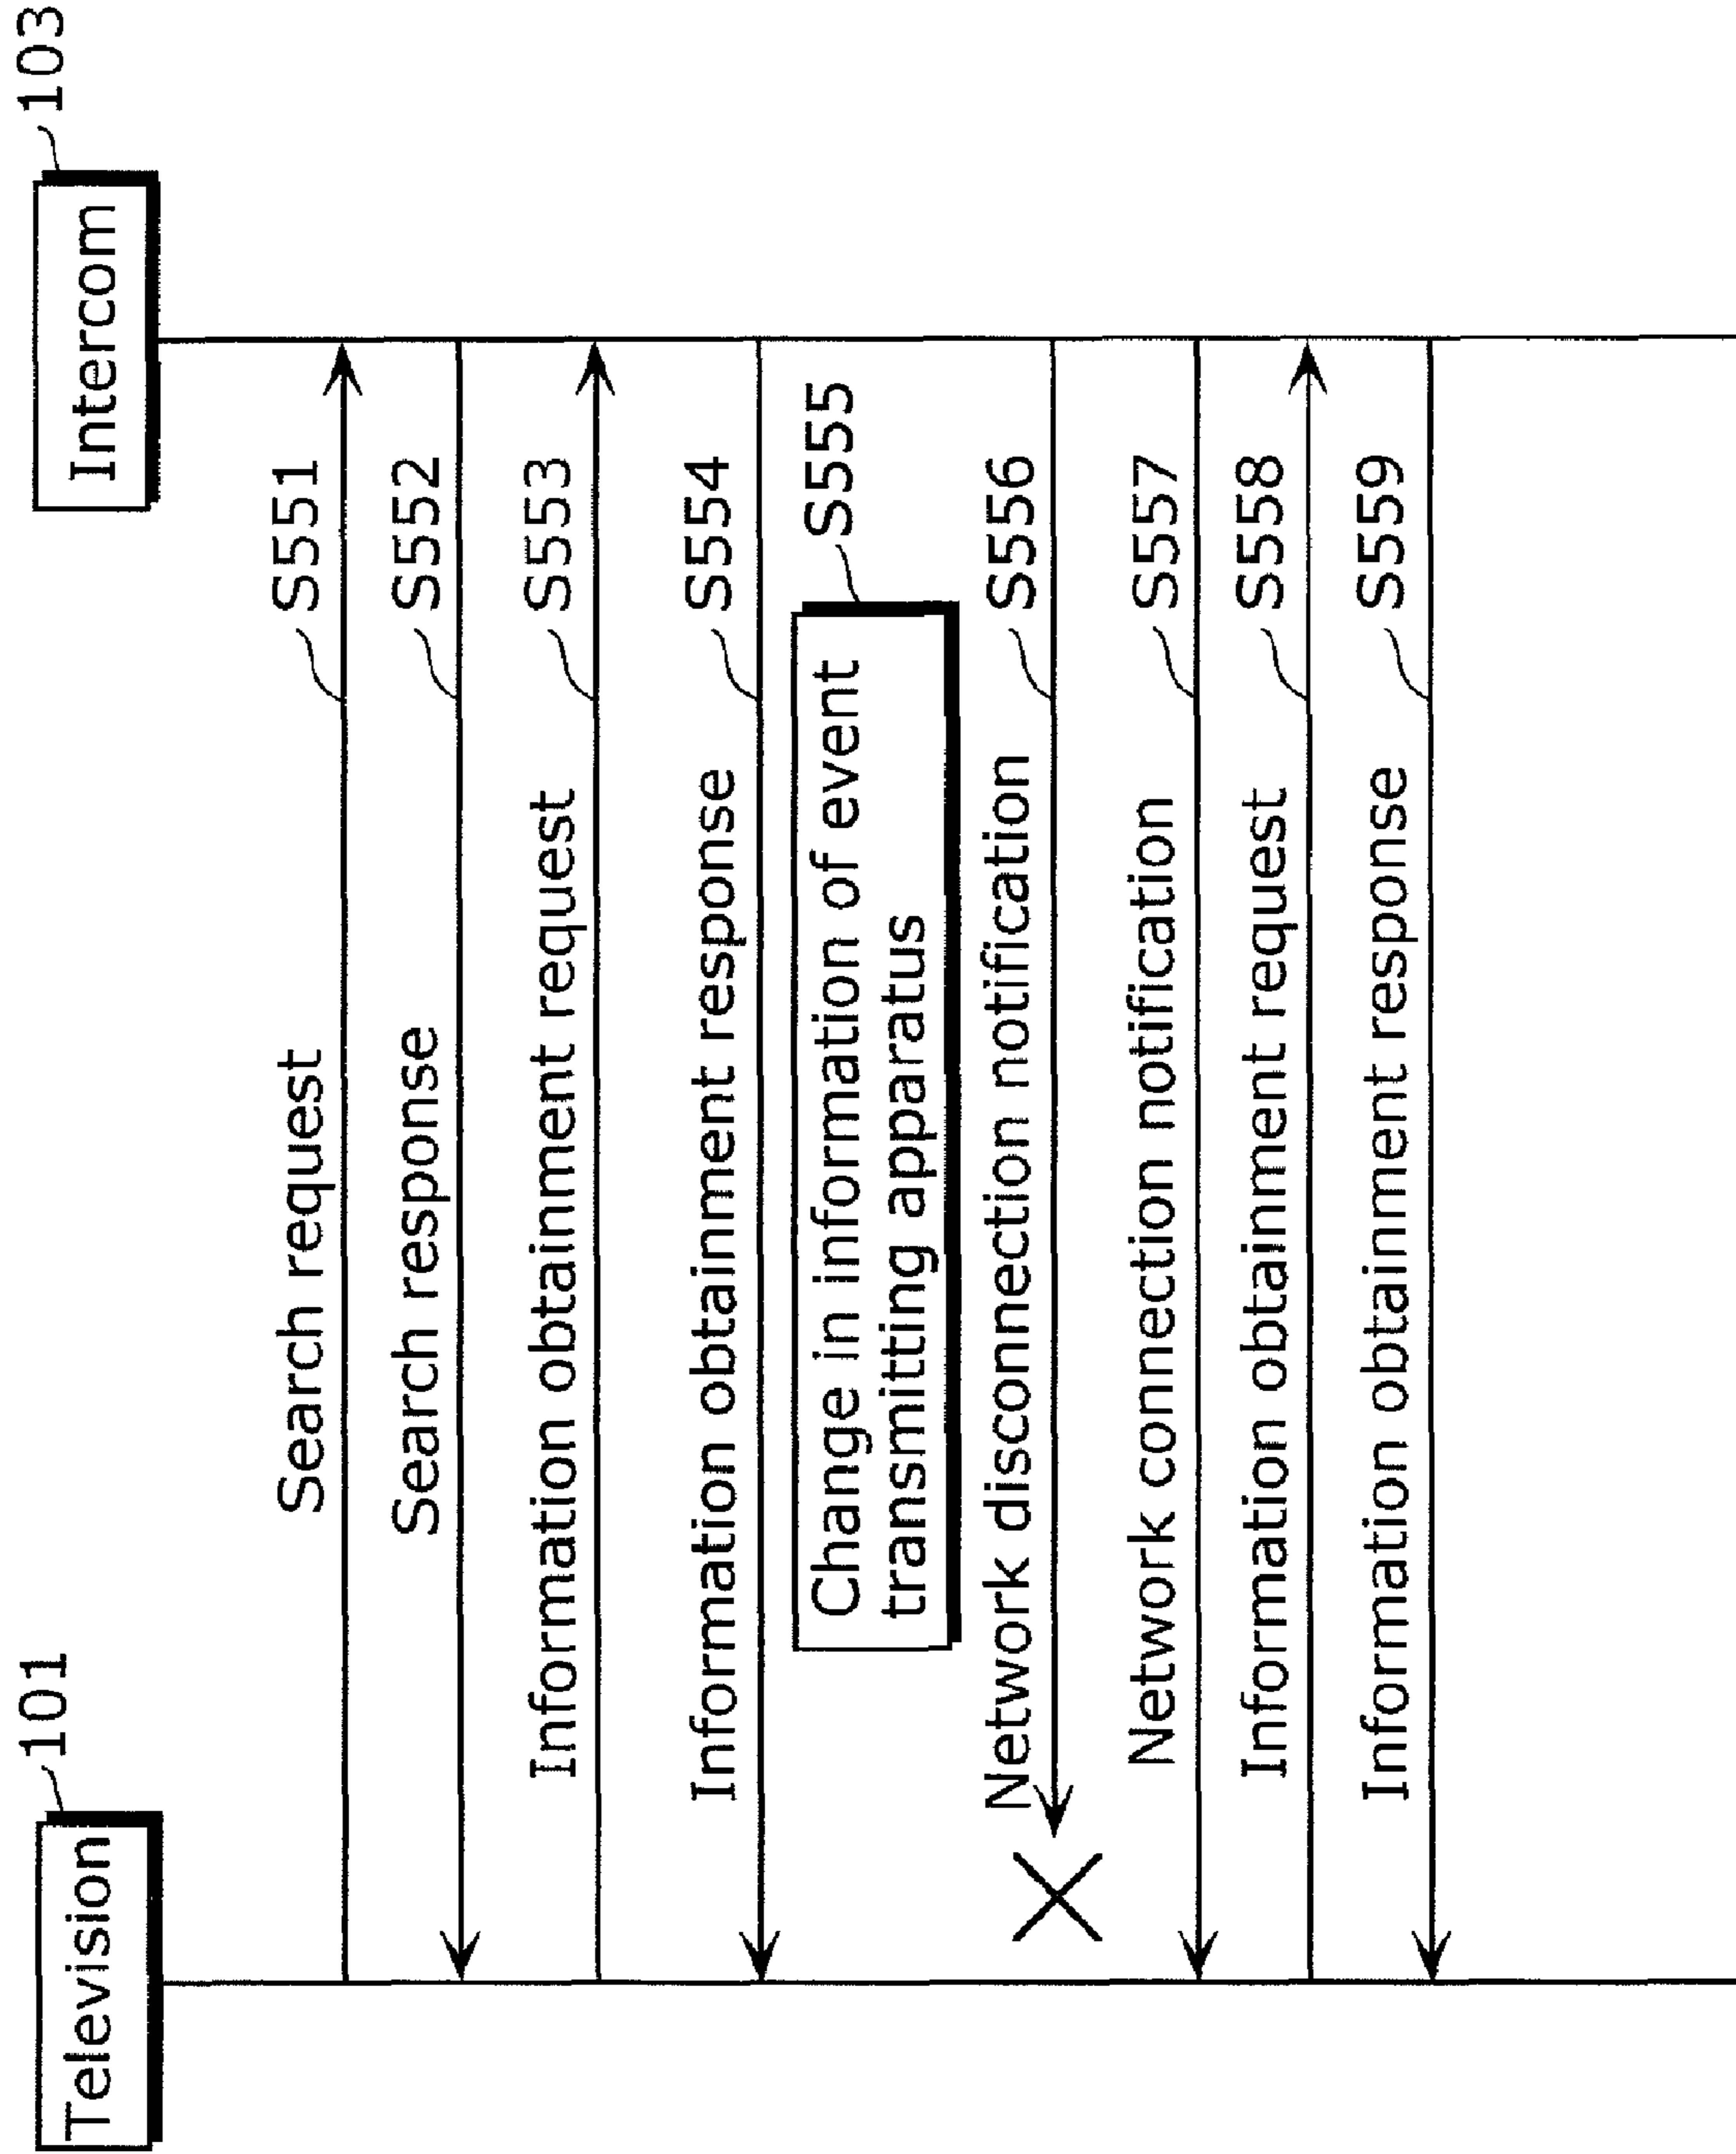 Television
101
Intercom
103
Search request
S551
Search response
S552
Information obtainment request
S553
Information obtainment response
S554
Change in information of event
transmitting apparatus
S555
Network disconnection notification
S556
Network connection notification
S557
Information obtainment request
S558
Information obtainment response
S559